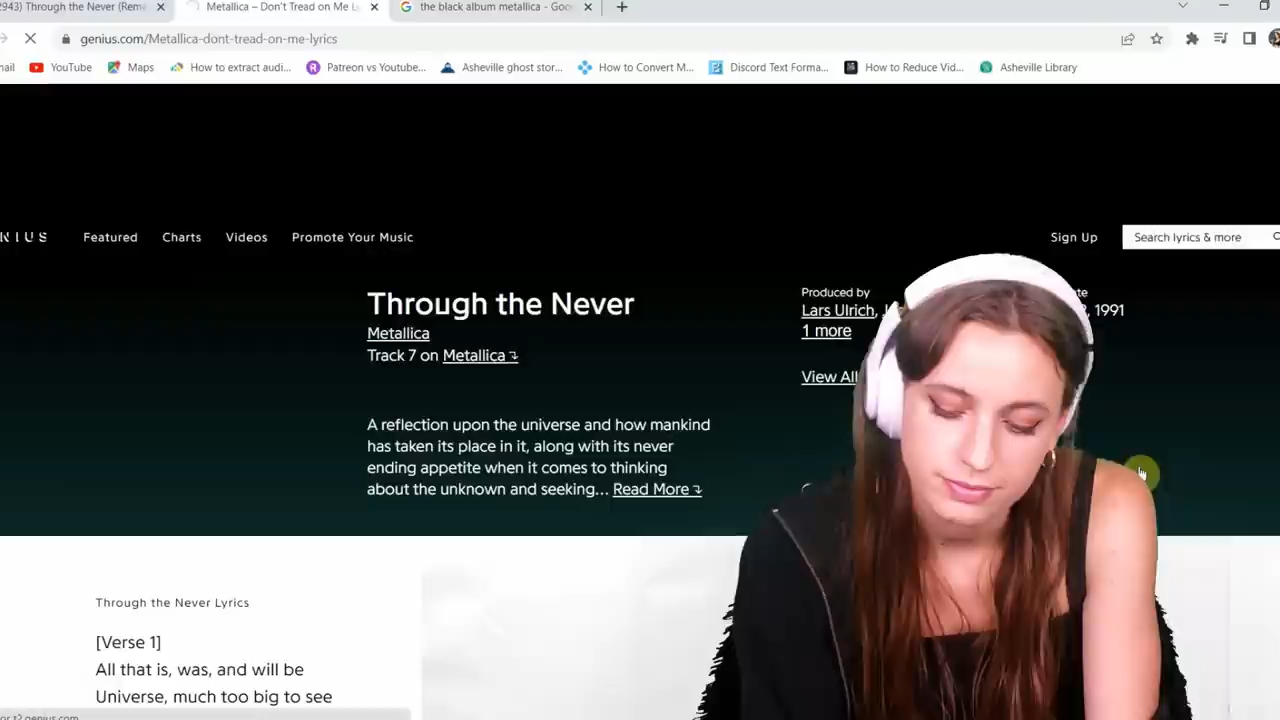 2943) Through the Never (Rem
Metallica – Don't Tread on Me L
the black album metallica - Goo
genius.com/Metallica-dont-tread-on-me-lyrics
YouTube
Maps
How to extract audi...
Patreon vs Youtube...
Asheville ghost stor...
How to Convert M...
Discord Text Forma...
How to Reduce Vid...
Asheville Library
NIUS
Featured
Charts
Videos
Promote Your Music
Sign Up
Search lyrics & more
Through the Never
Metallica
Track 7 on Metallica
Produced by
Lars Ulrich,
1 more
, 1991
View All
A reflection upon the universe and how mankind
has taken its place in it, along with its never
ending appetite when it comes to thinking
about the unknown and seeking... Read More
Through the Never Lyrics
[Verse 1]
All that is, was, and will be
Universe, much too big to see